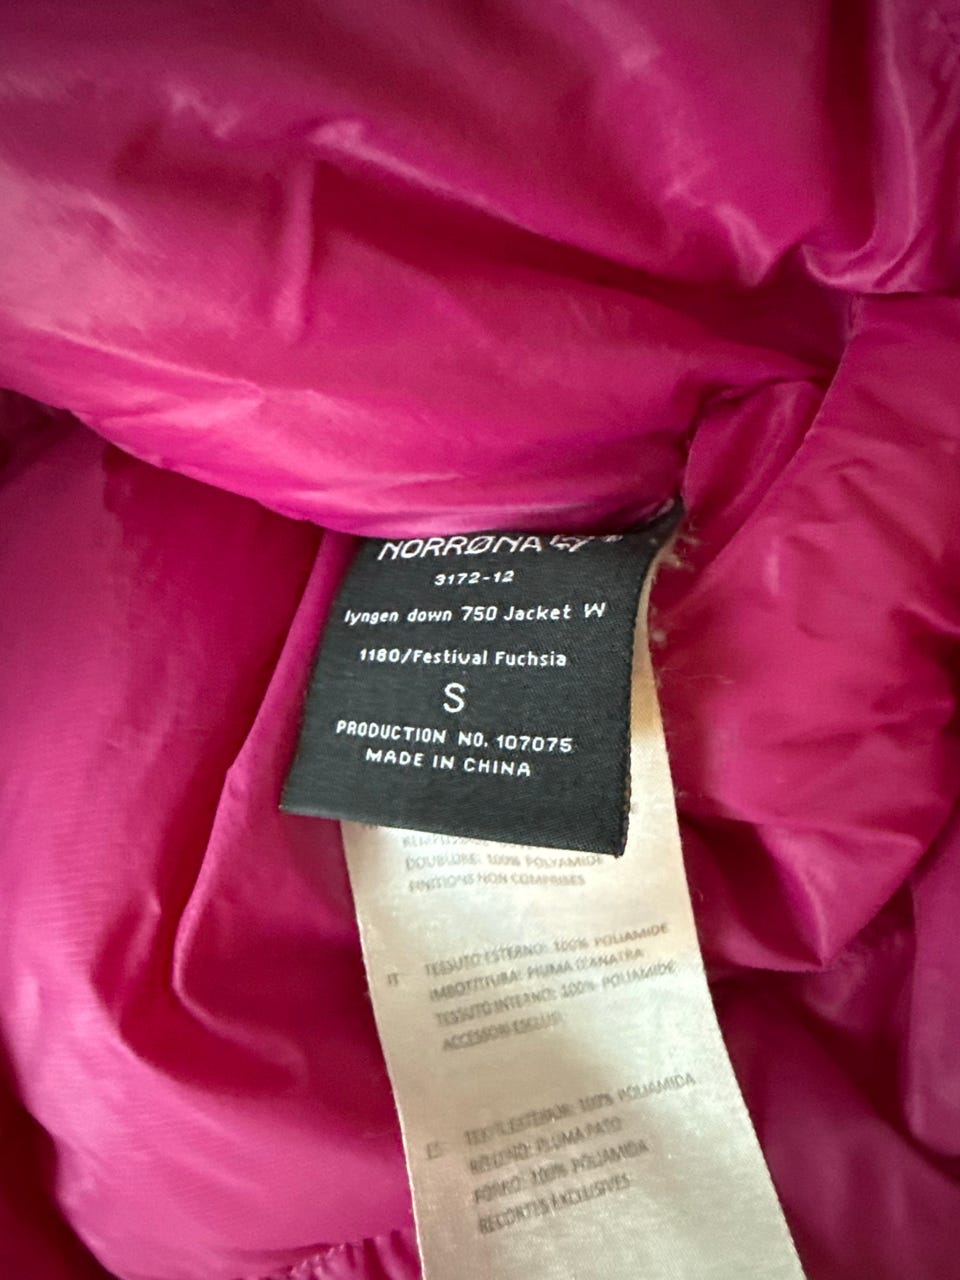 NORRØNA
3172-12
lyngen down 750 Jacket W
1180/Festival Fuchsia
S
PRODUCTION NO. 107075
MADE IN CHINA
DOUBLURE: 100% POLYAMIDE
FINITIONS NON COMPRISES
IT
TESSUTO ESTERNO: 100% POLIAMIDE
IMBOTTITURA: PIUMA D'ANATRA
TESSUTO INTERNO: 100% POLIAMIDE
ACCESSORI ESCLUSI
ES
TEXTIL EXTERIOR: 100% POLIAMIDA
RELLENO: PLUMA PATO
FORRO: 100% POLIAMIDA
RECORTES EXCLUSIVES